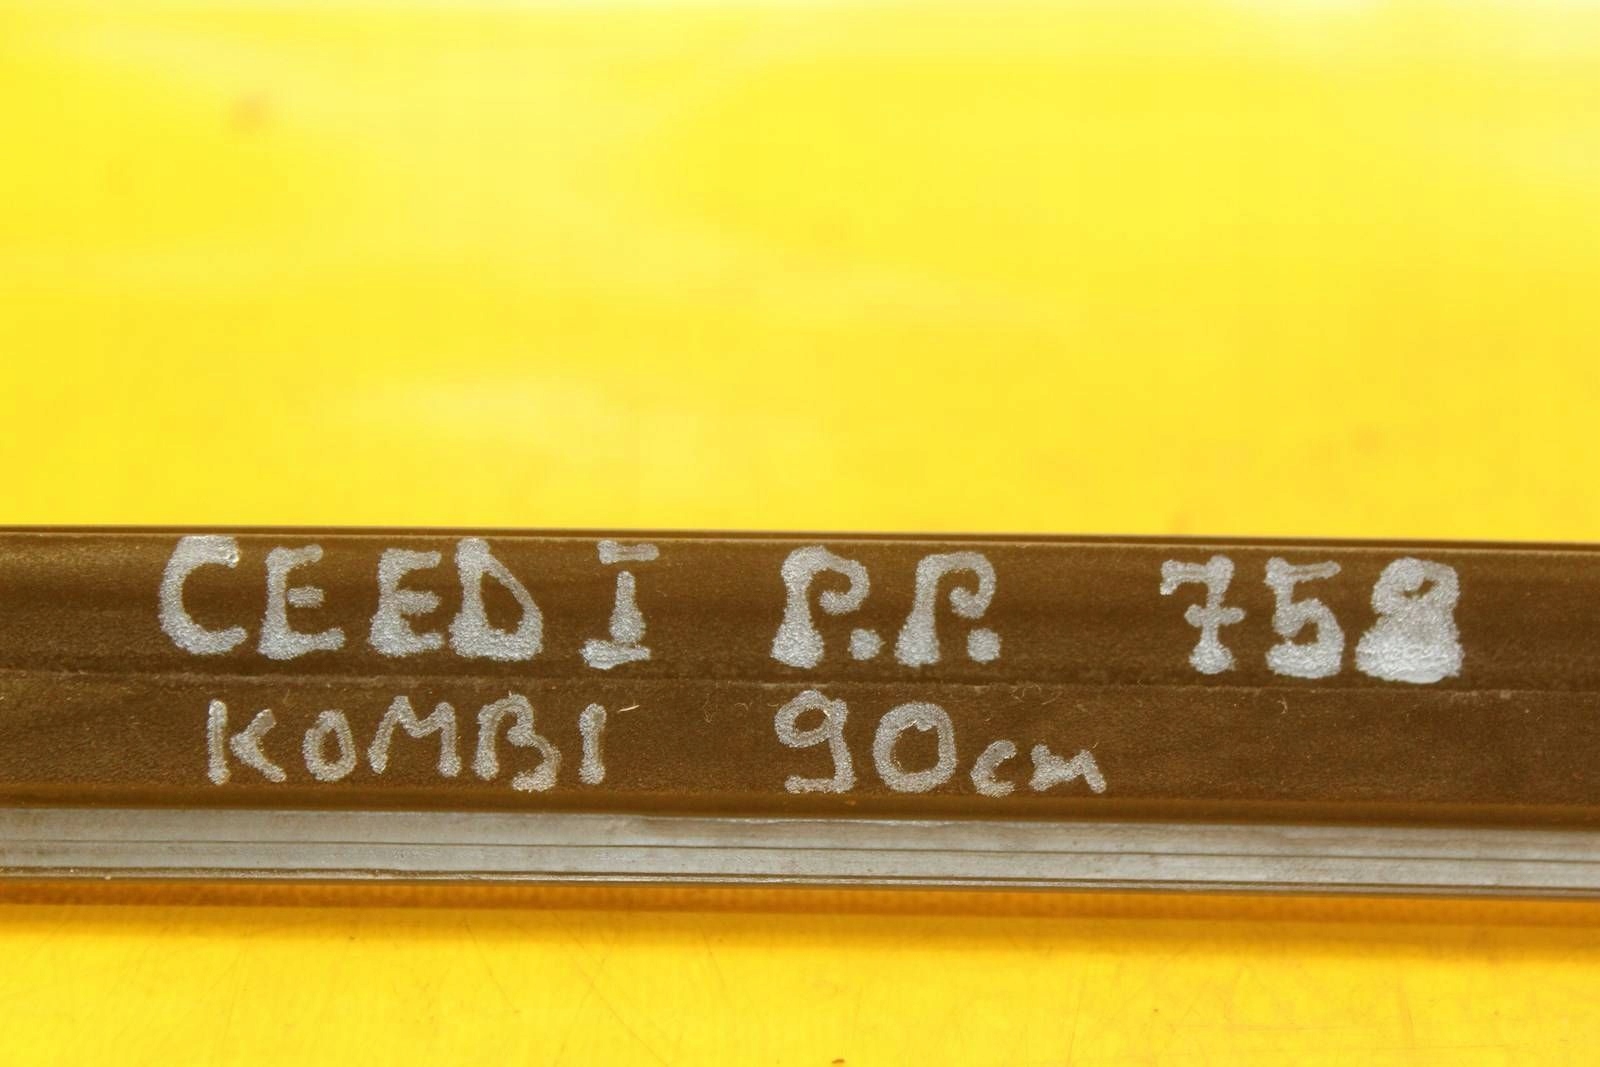 CEED I P.P. 758
KOMBI 90cm